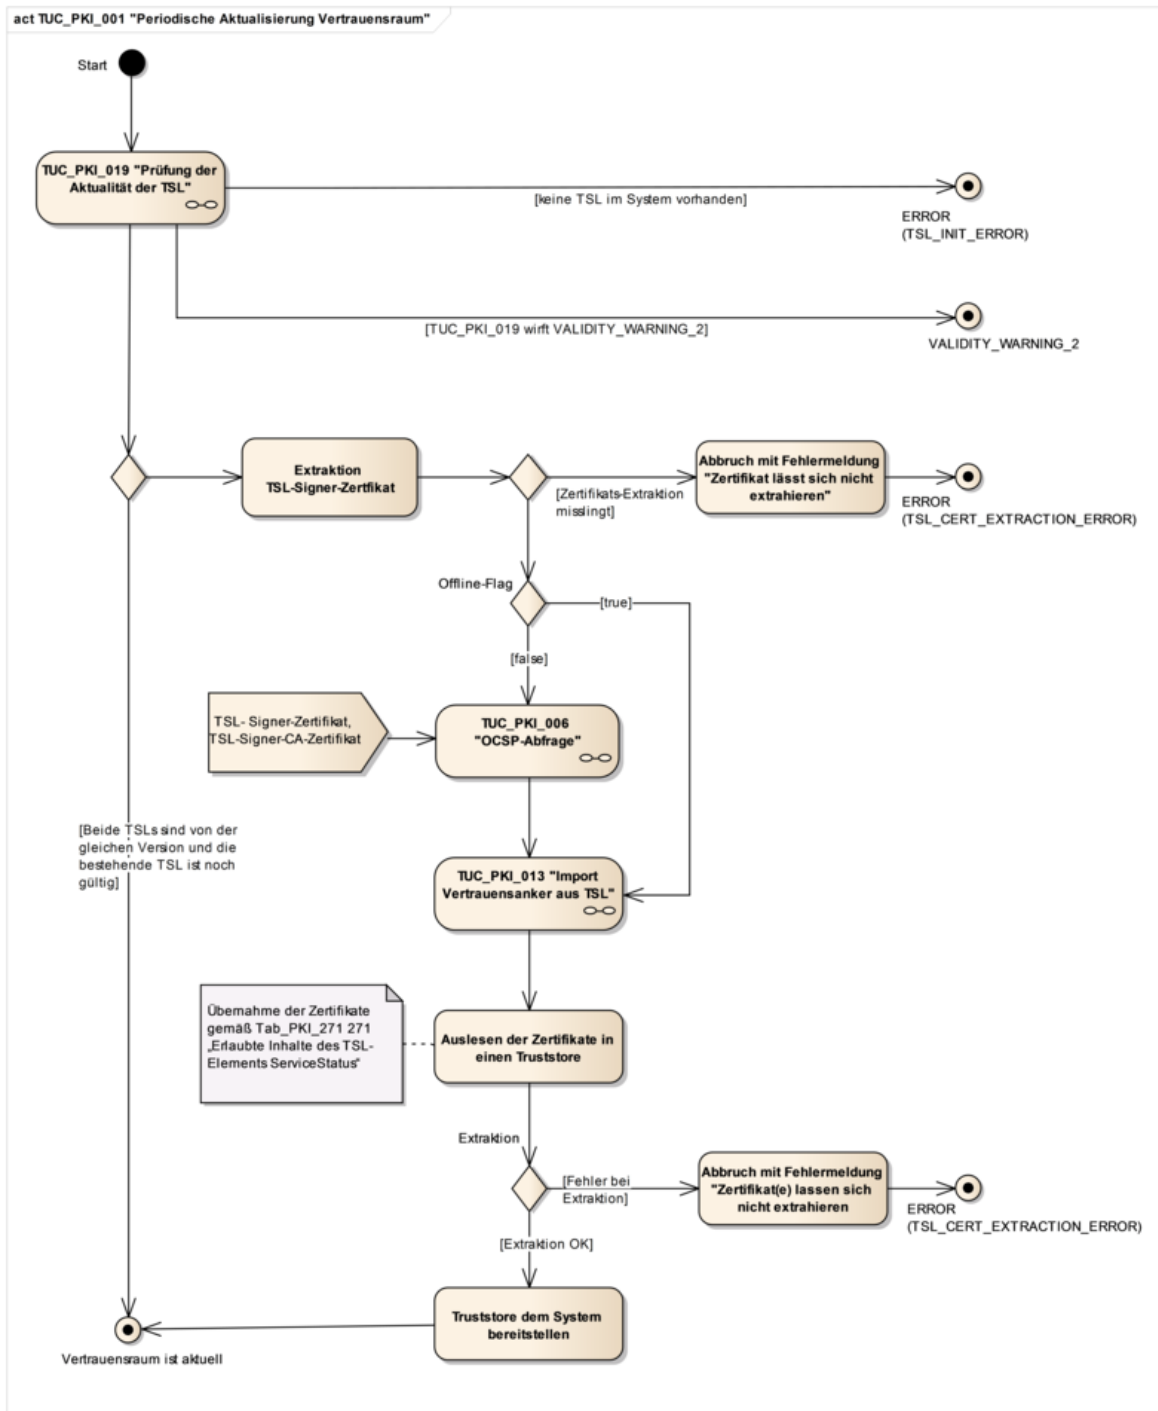 act TUC_PKI_001 "Periodische Aktualisierung Vertrauensraum"
Start
TUC_PKI_019 "Prüfung der
Aktualität der TSL"
[keine TSL im System vorhanden]
ERROR
(TSL_INIT_ERROR)
[TUC_PKI_019 wirft VALIDITY_WARNING_2]
VALIDITY_WARNING_2
Extraktion
TSL-Signer-Zertfikat
[Zertifikats-Extraktion
misslingt]
Abbruch mit Fehlermeldung
"Zertifikat lässt sich nicht
extrahieren"
ERROR
(TSL_CERT_EXTRACTION_ERROR)
Offline-Flag
[true]
[false]
TSL- Signer-Zertifikat,
TSL-Signer-CA-Zertifikat
TUC_PKI_006
"OCSP-Abfrage"
[Beide TSLs sind von der
gleichen Version und die
bestehende TSL ist noch
gültig]
TUC_PKI_013 "Import
Vertrauensanker aus TSL"
Übernahme der Zertifikate
gemäß Tab_PKI_271 271
„Erlaubte Inhalte des TSL-
Elements ServiceStatus“
Auslesen der Zertifikate in
einen Truststore
Extraktion
[Fehler bei
Extraktion]
Abbruch mit Fehlermeldung
"Zertifikat(e) lassen sich
nicht extrahieren
ERROR
(TSL_CERT_EXTRACTION_ERROR)
[Extraktion OK]
Truststore dem System
bereitstellen
Vertrauensraum ist aktuell